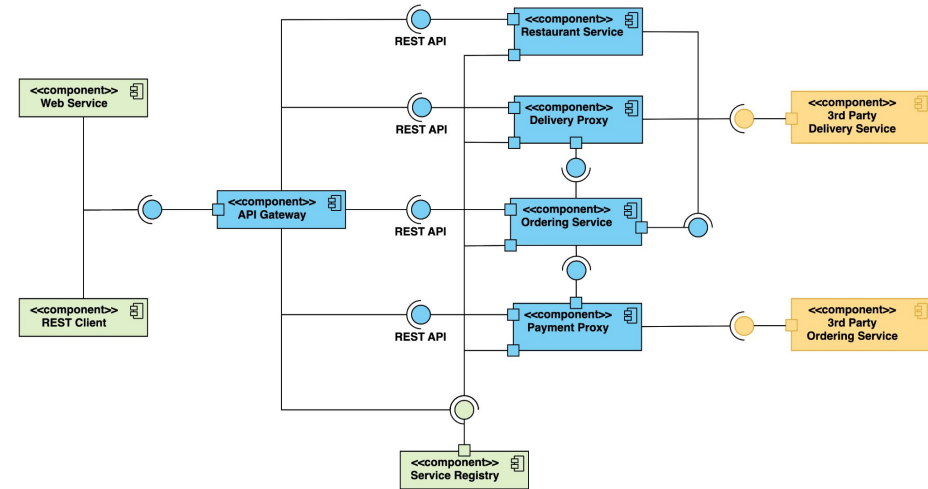 <<component>>
Restaurant Service
REST API
<<component>>
Web Service
<<component>>
Delivery Proxy
REST API
<<component>>
3rd Party
Delivery Service
<<component>>
API Gateway
REST API
<<component>>
Ordering Service
<<component>>
REST Client
REST API
<<component>>
Payment Proxy
<<component>>
3rd Party
Ordering Service
<<component>>
Service Registry